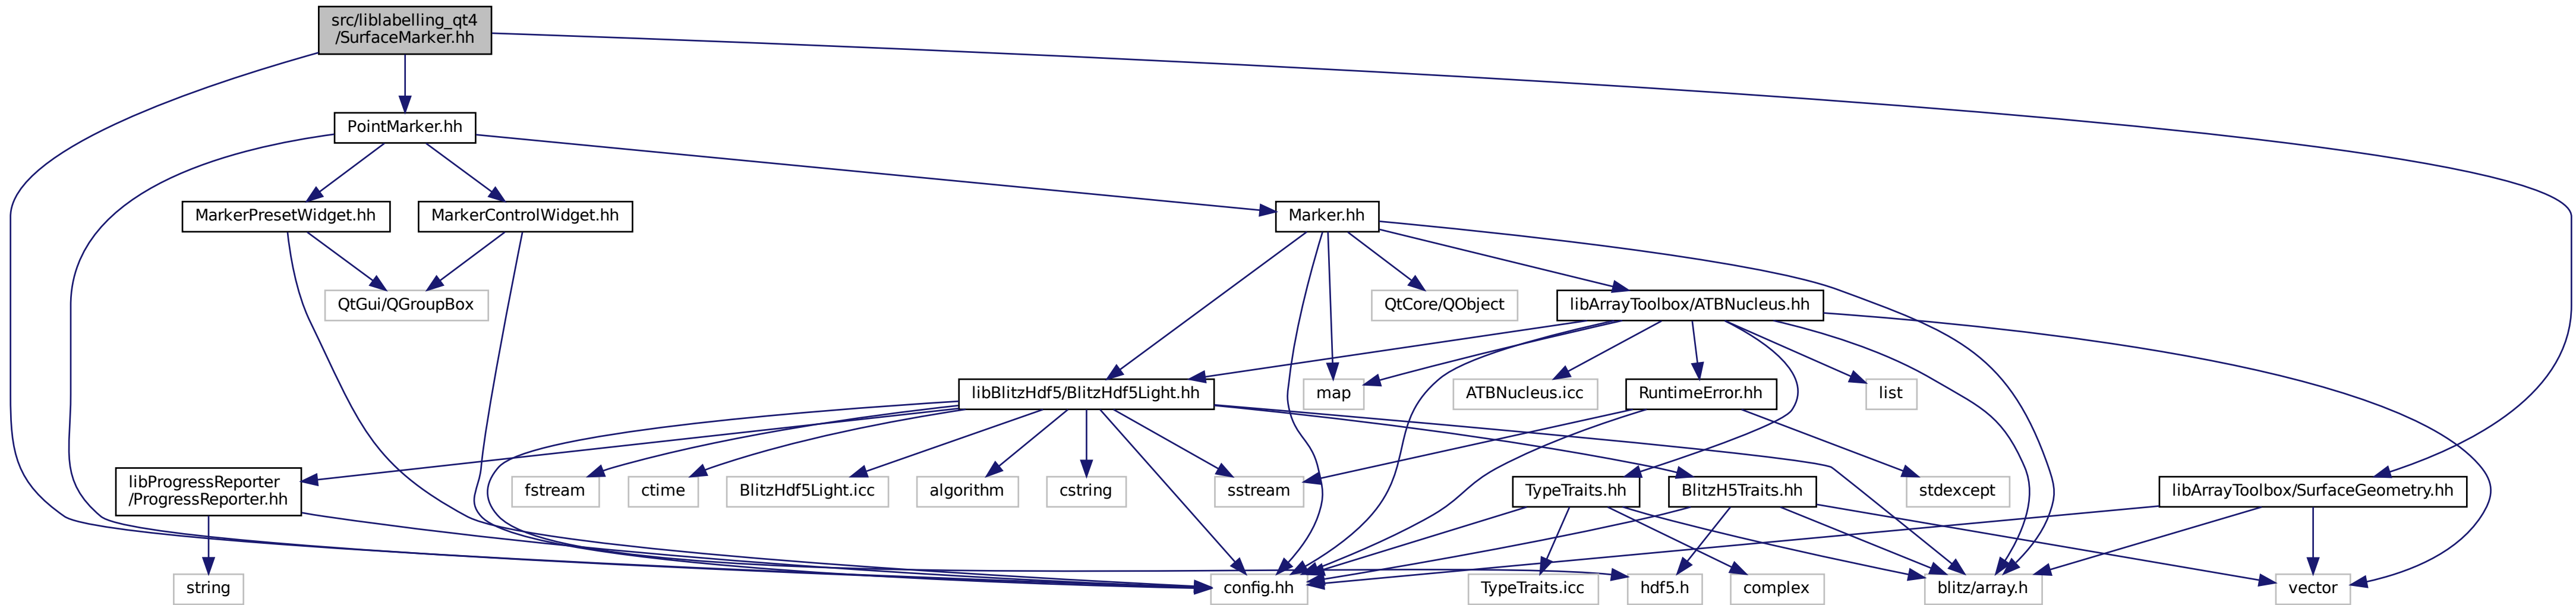 src/liblabelling_qt4
/SurfaceMarker.hh
PointMarker.hh
MarkerPresetWidget.hh
MarkerControlWidget.hh
Marker.hh
QtGui/QGroupBox
QtCore/QObject
libArrayToolbox/ATBNucleus.hh
libBlitzHdf5/BlitzHdf5Light.hh
map
ATBNucleus.icc
RuntimeError.hh
list
libProgressReporter
/ProgressReporter.hh
fstream
ctime
BlitzHdf5Light.icc
algorithm
cstring
sstream
TypeTraits.hh
BlitzH5Traits.hh
stdexcept
libArrayToolbox/SurfaceGeometry.hh
string
config.hh
TypeTraits.icc
hdf5.h
complex
blitz/array.h
vector